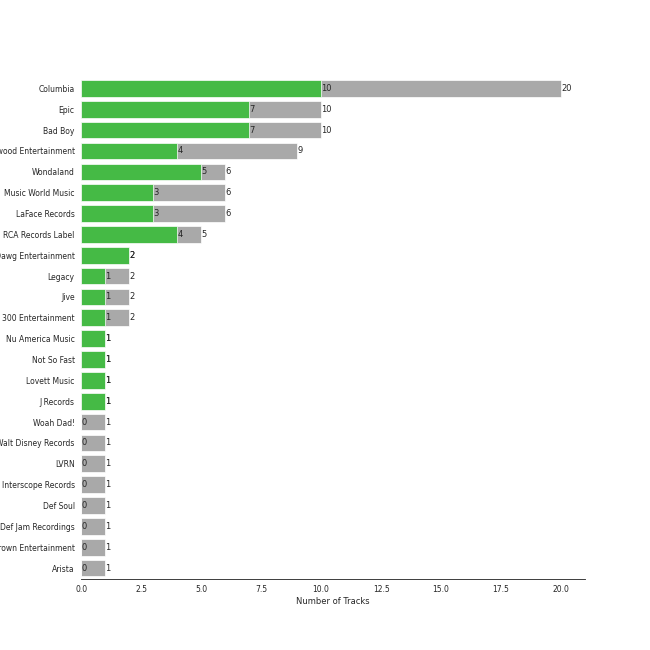 Columbia 10 20
Epic 7 10
Bad Boy 7 10
Entertainment 4 9
Wondaland 5 6
Music World Music 3 6
LaFace Records 3 6
RCA Records Label 4 5
Entertainment 2
Legacy 1 2
Jive 1 2
300 Entertainment 1 2
Nu America Music 1
Not So Fast 1
Lovett Music 1
J Records 1
Woah Dad! 0 1
Walt Disney Records 0 1
LVRN 0 1
Interscope Records 0 1
Def Soul 0 1
Def Jam Recordings 0 1
Entertainment 0 1
Arista 0 1
0.0 2.5 5.0 7.5 10.0 12.5 15.0 17.5 20.0
Number of Tracks